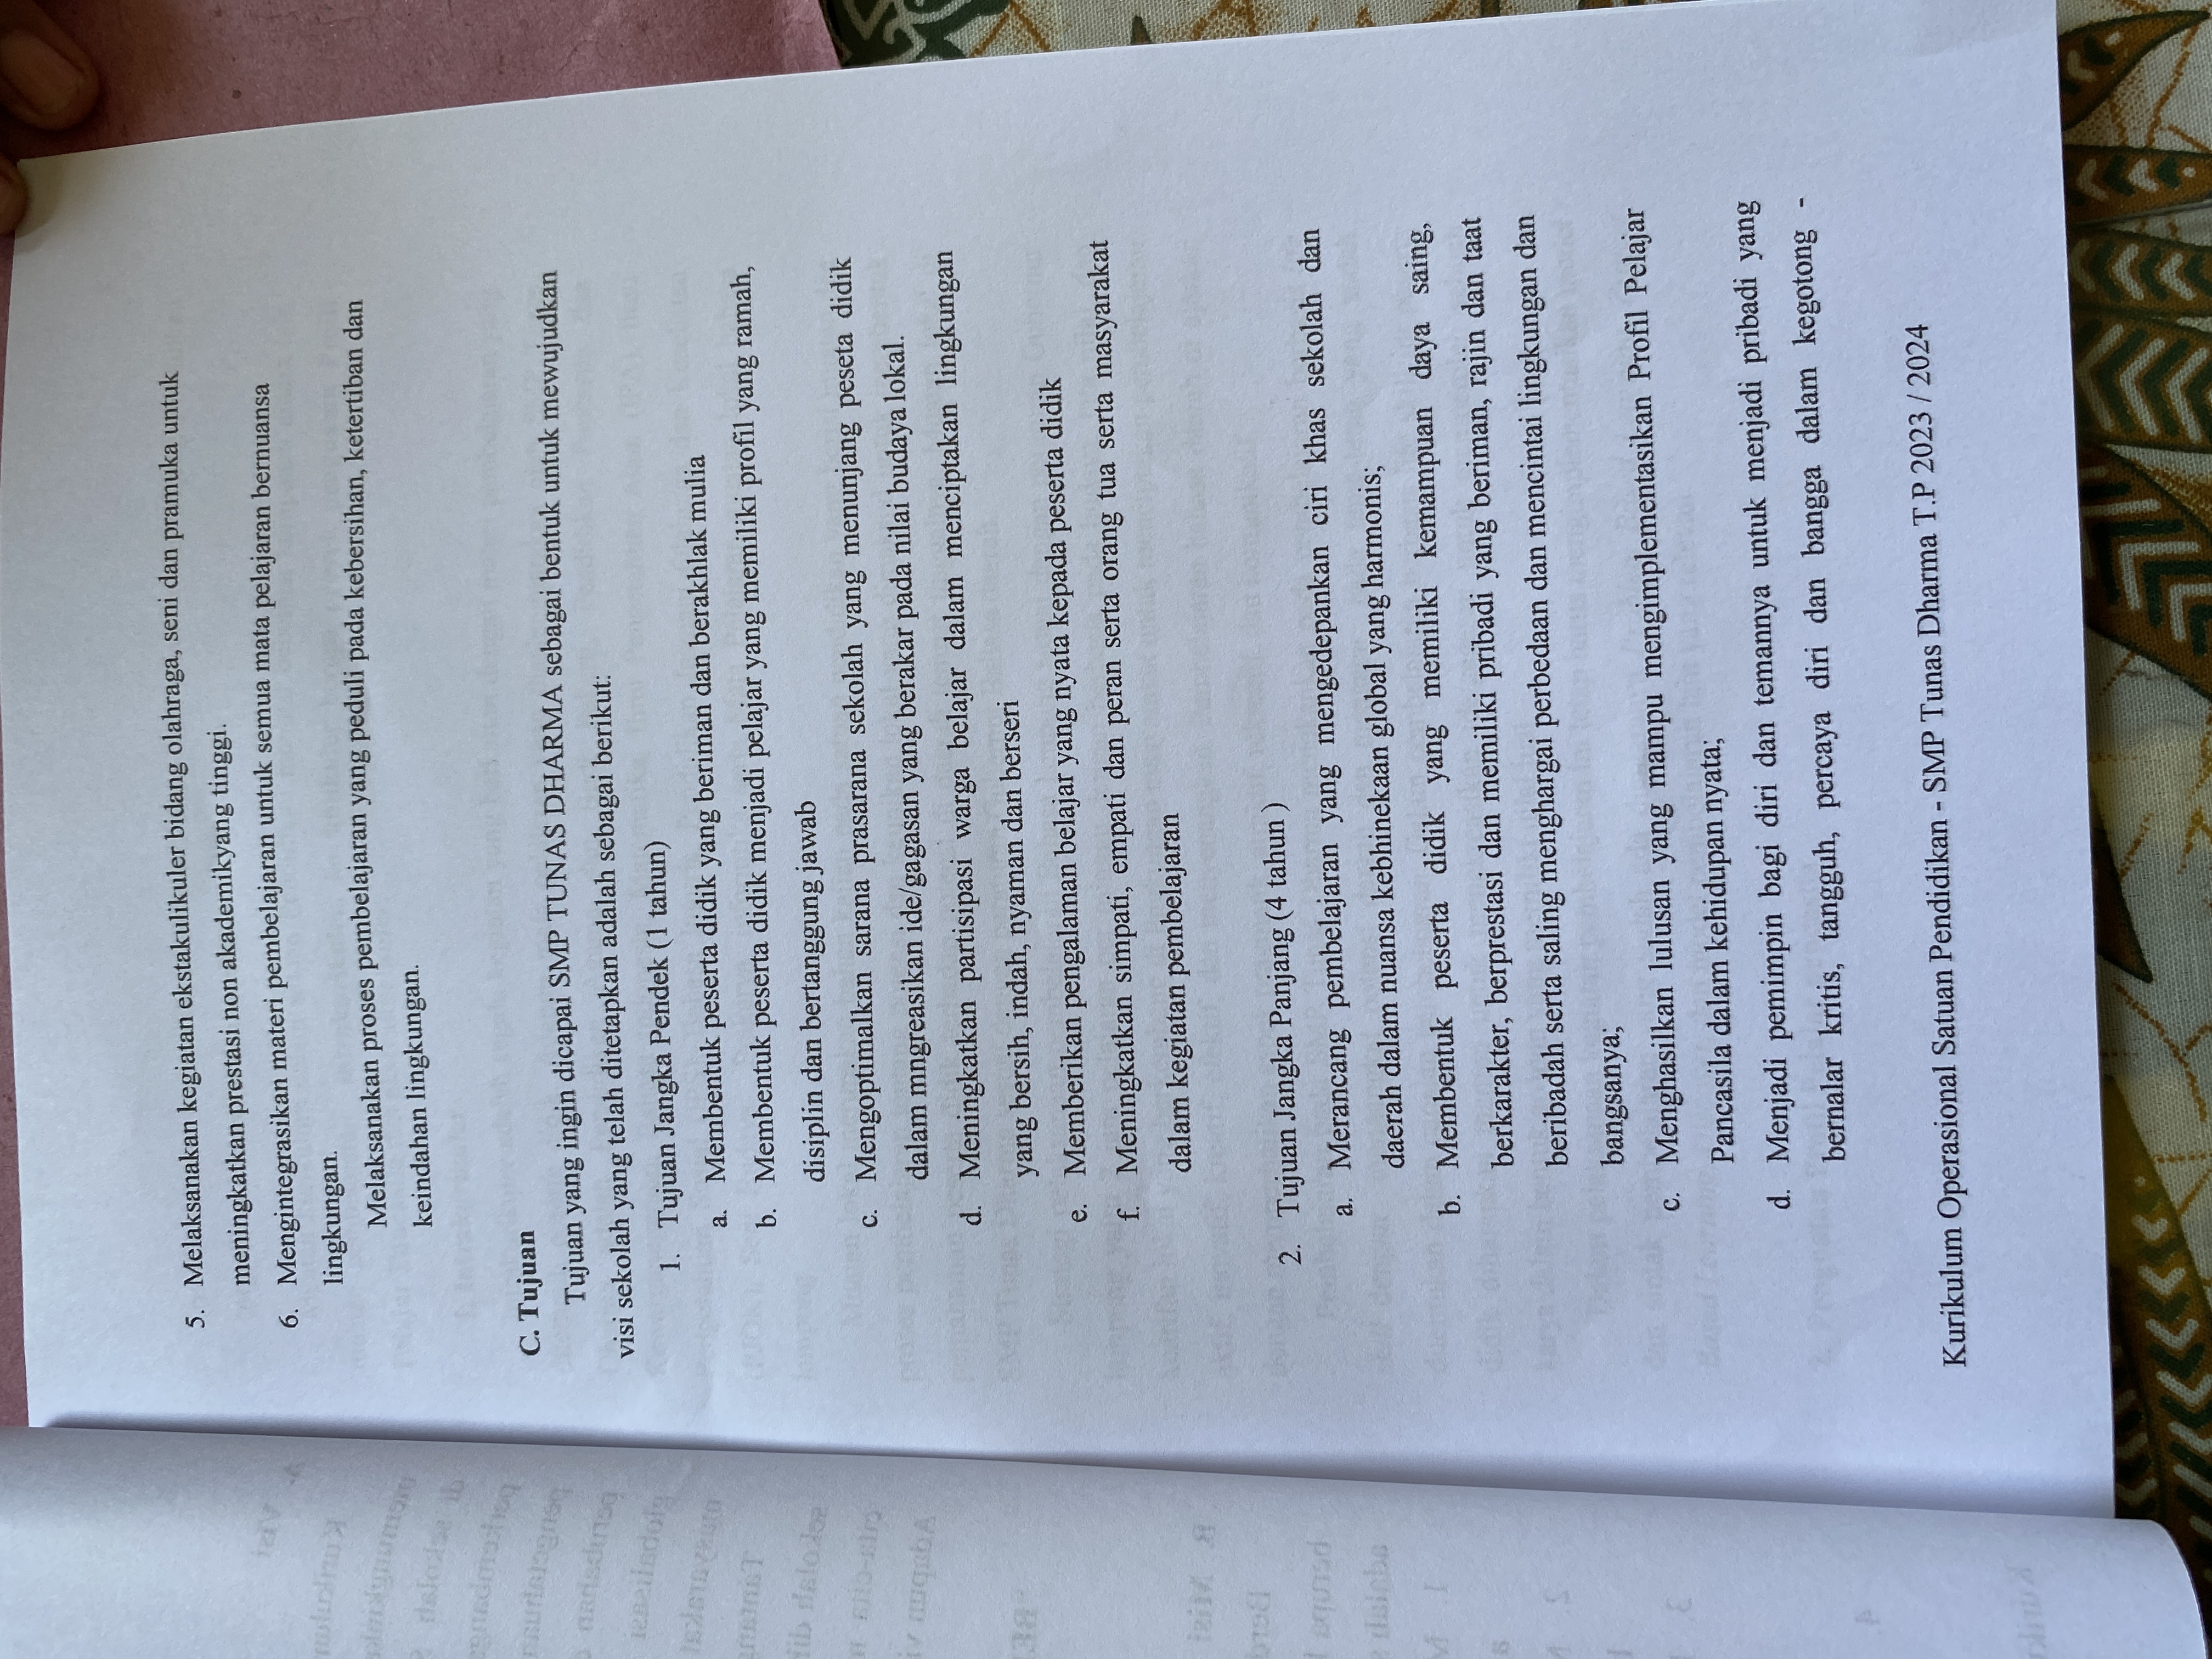 5. Melaksanakan kegiatan ekstakulikuler bidang olahraga, seni dan pramuka untuk
meningkatkan prestasi non akademikyang tinggi.
6. Mengintegrasikan materi pembelajaran untuk semua mata pelajaran bernuansa
lingkungan.
Melaksanakan proses pembelajaran yang peduli pada kebersihan, ketertiban dan
keindahan lingkungan.
C. Tujuan
Tujuan yang ingin dicapai SMP TUNAS DHARMA sebagai bentuk untuk mewujudkan
visi sekolah yang telah ditetapkan adalah sebagai berikut:
1. Tujuan Jangka Pendek (1 tahun)
a. Membentuk peserta didik yang beriman dan berakhlak mulia
b. Membentuk peserta didik menjadi pelajar yang memiliki profil yang ramah,
disiplin dan bertanggung jawab
c. Mengoptimalkan sarana prasarana sekolah yang menunjang peseta didik
dalam mngreasikan ide/gagasan yang berakar pada nilai budaya lokal.
d. Meningkatkan partisipasi warga belajar dalam menciptakan lingkungan
yang bersih, indah, nyaman dan berseri
e. Memberikan pengalaman belajar yang nyata kepada peserta didik
f. Meningkatkan simpati, empati dan peran serta orang tua serta masyarakat
dalam kegiatan pembelajaran
2. Tujuan Jangka Panjang (4 tahun )
a. Merancang pembelajaran yang mengedepankan ciri khas sekolah dan
daerah dalam nuansa kebhinekaan global yang harmonis;
b. Membentuk peserta didik yang memiliki kemampuan daya saing,
berkarakter, berprestasi dan memiliki pribadi yang beriman, rajin dan taat
beribadah serta saling menghargai perbedaan dan mencintai lingkungan dan
bangsanya;
c. Menghasilkan lulusan yang mampu mengimplementasikan Profil Pelajar
Pancasila dalam kehidupan nyata;
d. Menjadi pemimpin bagi diri dan temannya untuk menjadi pribadi yang
bernalar kritis, tangguh, percaya diri dan bangga dalam kegotong -
Kurikulum Operasional Satuan Pendidikan - SMP Tunas Dharma T.P 2023 / 2024